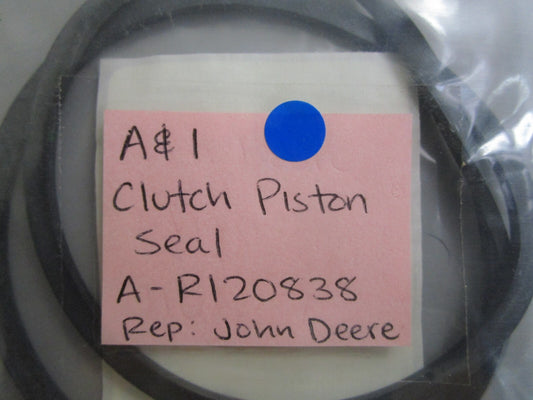 A&I
Clutch Piston
Seal
A-R120838
Rep: John Deere